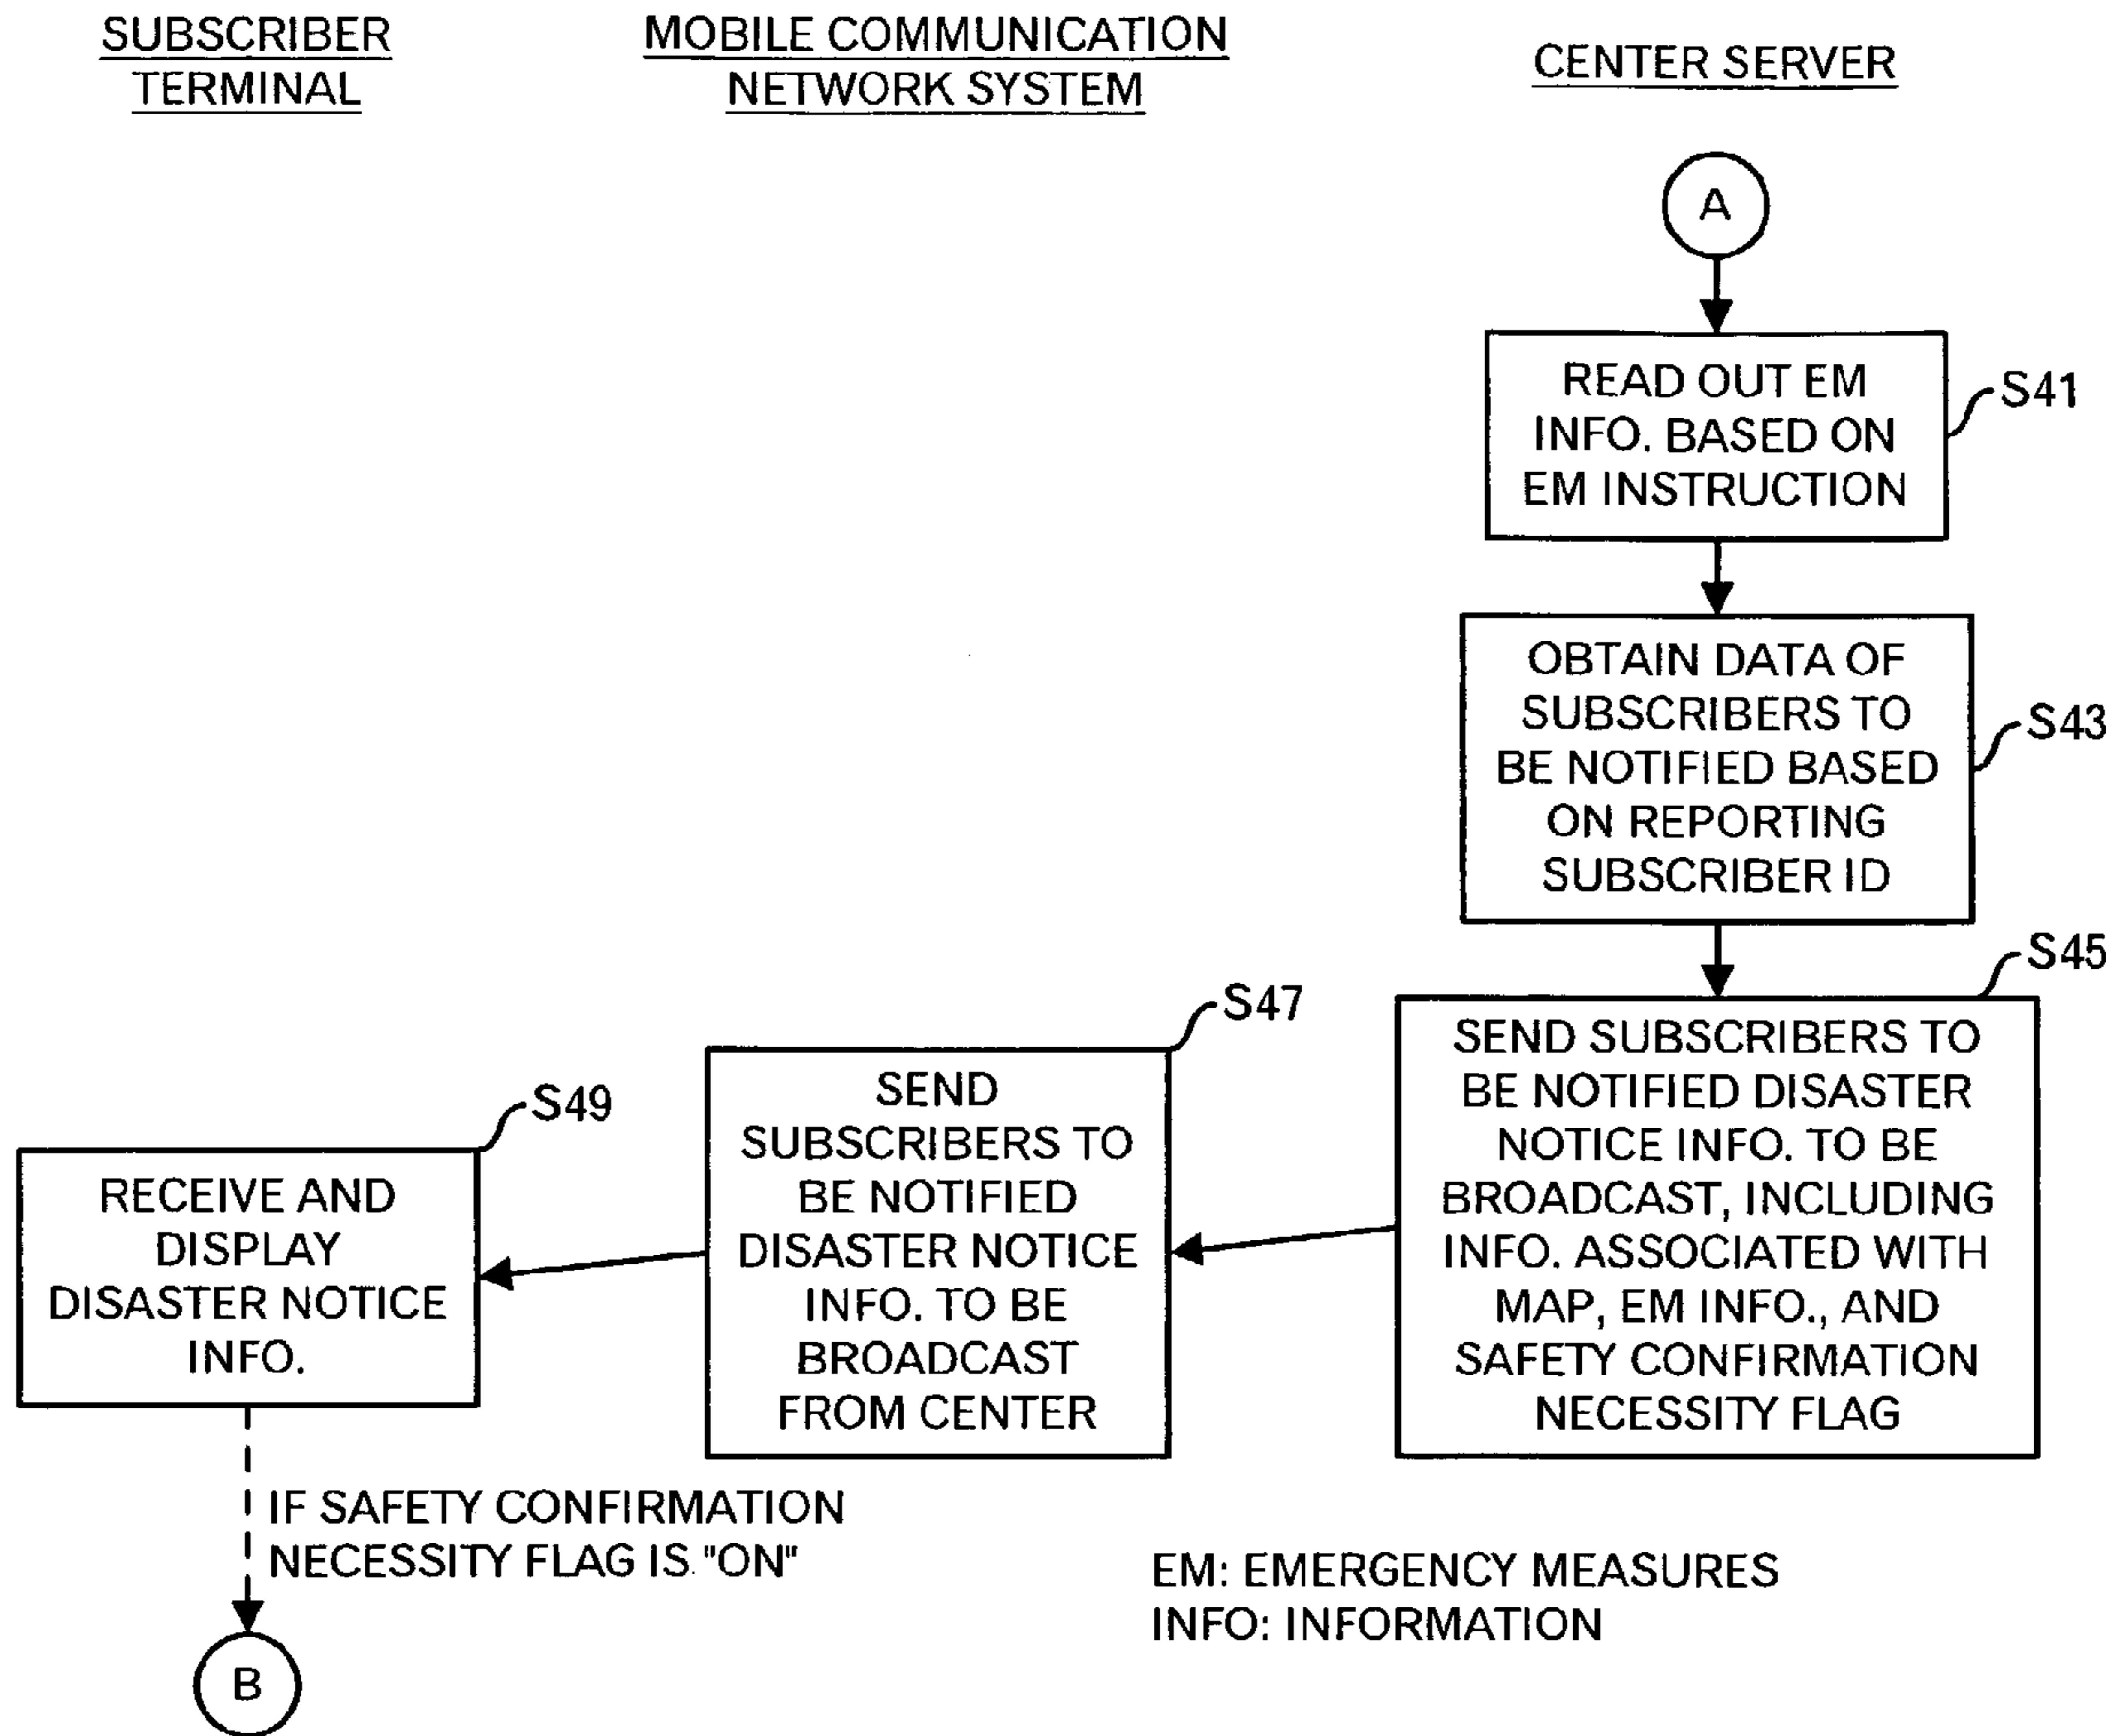 SUBSCRIBER
TERMINAL
MOBILE COMMUNICATION
NETWORK SYSTEM
CENTER SERVER
A
READ OUT EM
INFO. BASED ON
EM INSTRUCTION
S41
OBTAIN DATA OF
SUBSCRIBERS TO
BE NOTIFIED BASED
ON REPORTING
SUBSCRIBER ID
S43
SEND SUBSCRIBERS TO
BE NOTIFIED DISASTER
NOTICE INFO. TO BE
BROADCAST, INCLUDING
INFO. ASSOCIATED WITH
MAP, EM INFO., AND
SAFETY CONFIRMATION
NECESSITY FLAG
S45
SEND
SUBSCRIBERS TO
BE NOTIFIED
DISASTER NOTICE
INFO. TO BE
BROADCAST
FROM CENTER
S47
RECEIVE AND
DISPLAY
DISASTER NOTICE
INFO.
S49
IF SAFETY CONFIRMATION
NECESSITY FLAG IS "ON"
B
EM: EMERGENCY MEASURES
INFO: INFORMATION